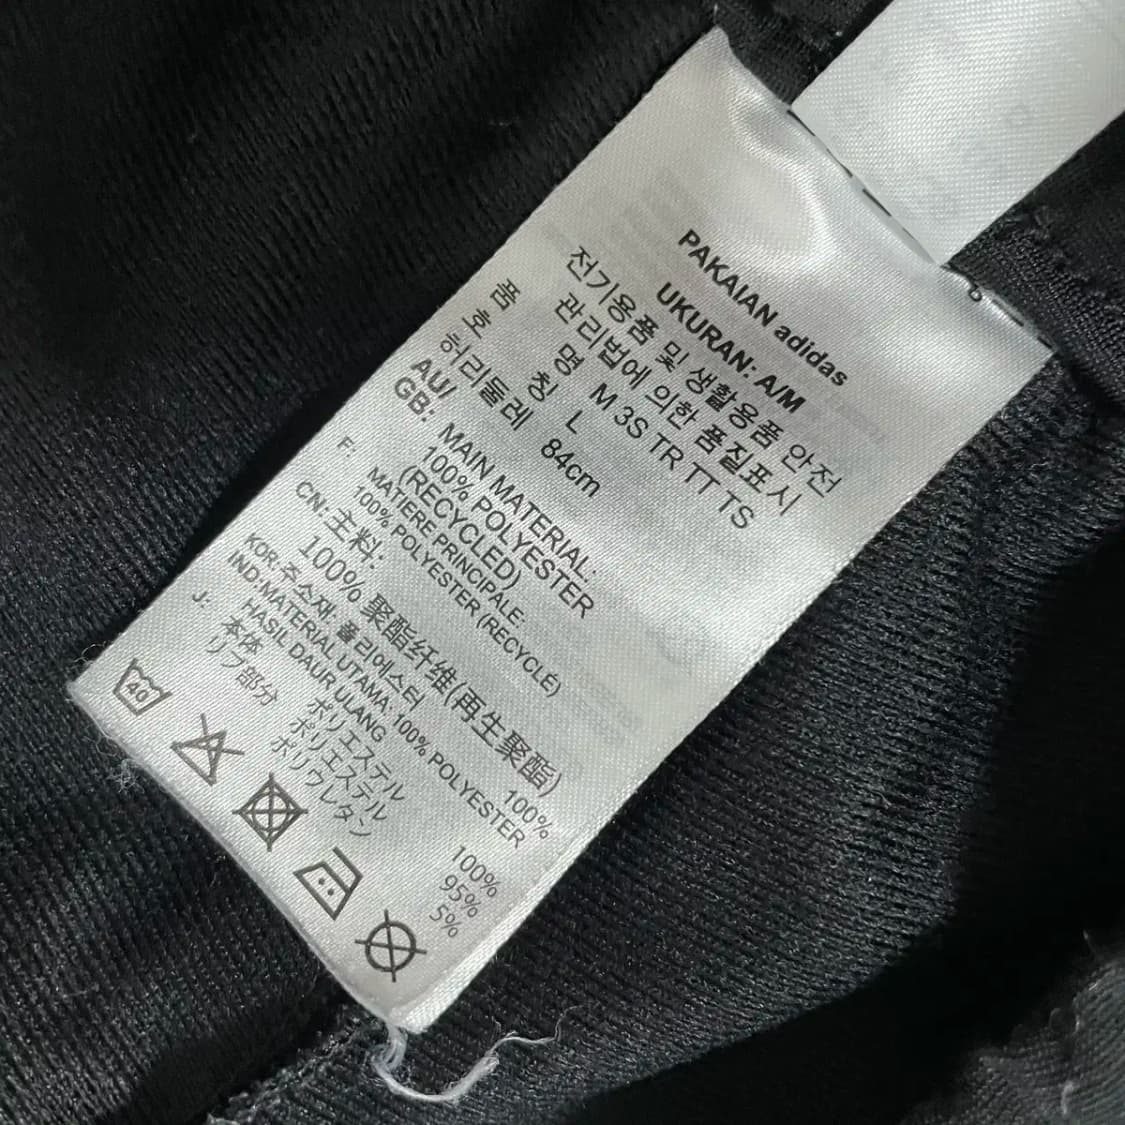 PAKAIAN adidas
UKURAN: A/M
전기용품 및 생활용품 안전
관리법에 의한 품질표시
품 명 M 3S TR TT TS
호 칭 L
허리둘레 84cm
AU/
GB: MAIN MATERIAL:
100% POLYESTER
(RECYCLED)
F: MATIERE PRINCIPALE:
100% POLYESTER (RECYCLÉ)
CN: 主料:
100% 聚酯纤维(再生聚酯)
KOR: 주소재: 폴리에스터 100%
IND:MATERIAL UTAMA: 100% POLYESTER
HASIL DAUR ULANG
J: 本体 ポリエステル 100%
リブ部分 ポリエステル 95%
ポリウレタン 5%
40